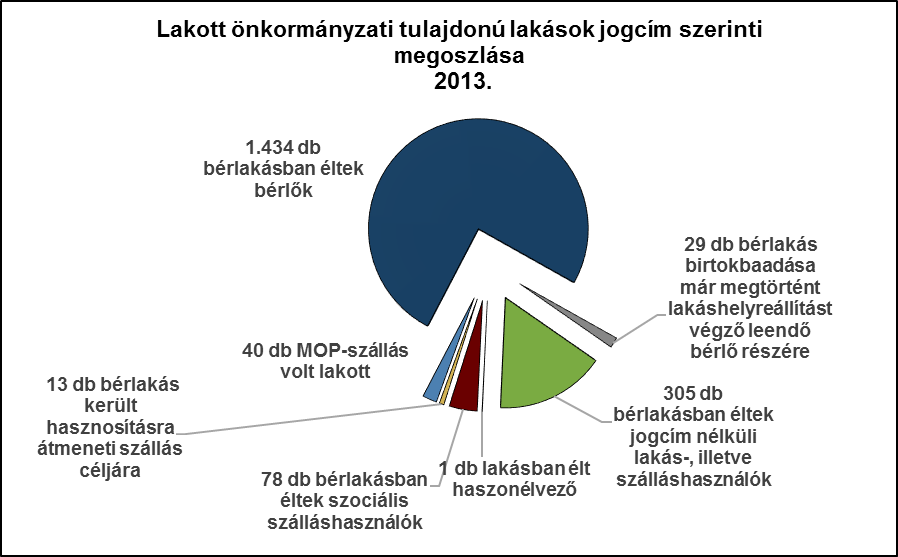 Lakott önkormányzati tulajdonú lakások jogcím szerinti
megoszlása
2013.
1.434 db
bérlakásban éltek
bérlők
29 db bérlakás
birtokbaadása
már megtörtént
lakáshelyreállítást
végző leendő
bérlő részére
40 db MOP-szállás
volt lakott
13 db bérlakás
került
hasznosításra
átmeneti szállás
céljára
305 db
bérlakásban éltek
jogcím nélküli
lakás-, illetve
szálláshasználók
78 db bérlakásban
éltek szociális
szálláshasználók
1 db lakásban élt
haszonélvező